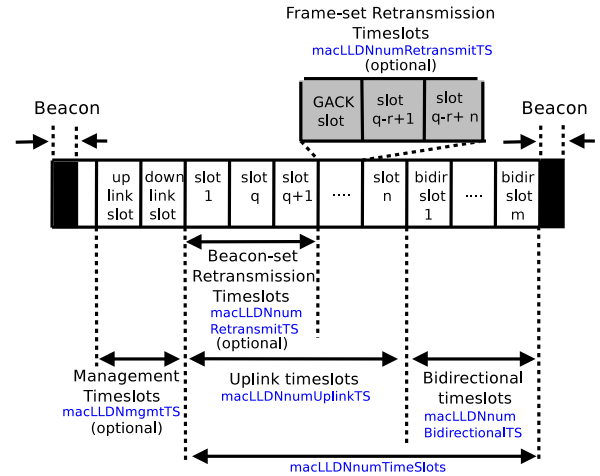 Frame-set Retransmission
Timeslots
macLLDNnumRetransmitTS
(optional)
GACK
slot
slot
q-r+1
slot
q-r+ n
Beacon
Beacon
up
link
slot
down
link
slot
slot
1
slot
q
slot
q+1
....
slot
n
bidir
slot
1
....
bidir
slot
m
Beacon-set
Retransmission
Timeslots
macLLDNnum
RetransmitTS
(optional)
Management
Timeslots
macLLDNmgmtTS
(optional)
Uplink timeslots
macLLDNnumUplinkTS
Bidirectional
timeslots
macLLDNnum
BidirectionalTS
macLLDNnumTimeSlots